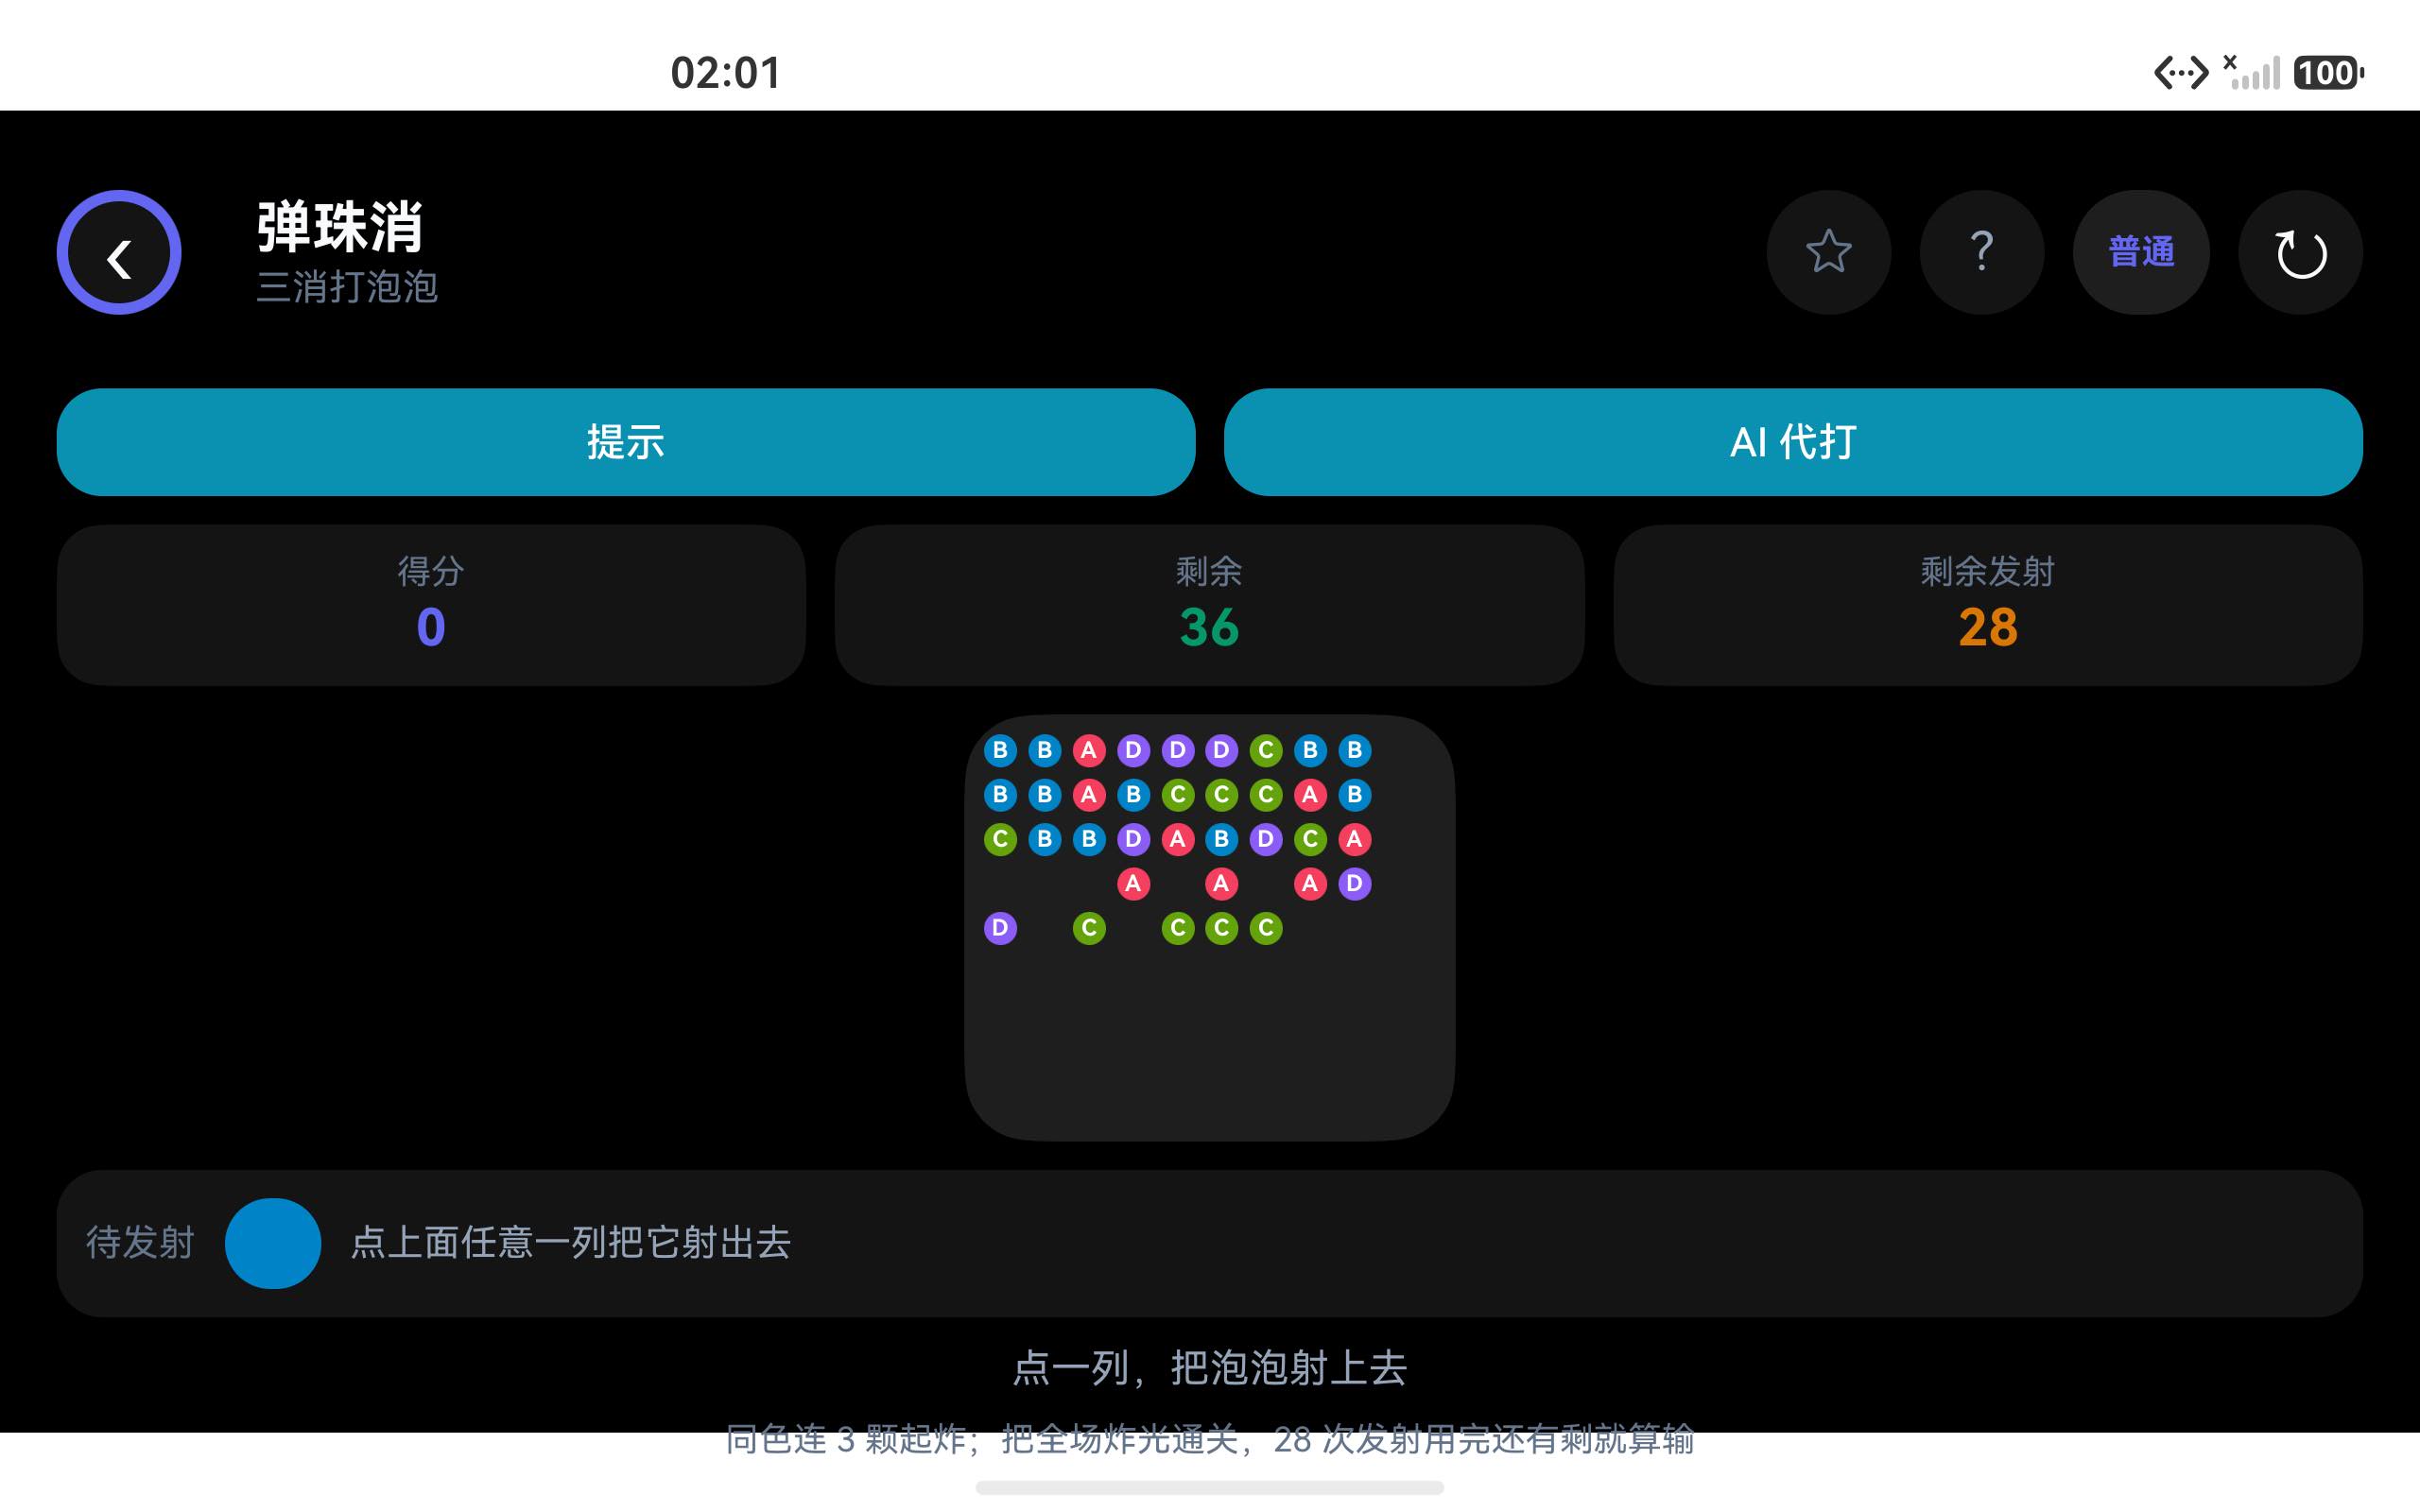 02:01
100
弹珠消
三消打泡泡
?
普通
提示
AI 代打
得分
剩余
剩余发射
0
36
28
B B A D D D C B B
B B A B C C C A B
C B B D A B D C A
A A A D
D C C C C
待发射
点上面任意一列把它射出去
点一列，把泡泡射上去
同色连 3 颗起炸；把全场炸光通关，28 次发射用完还有剩就算输